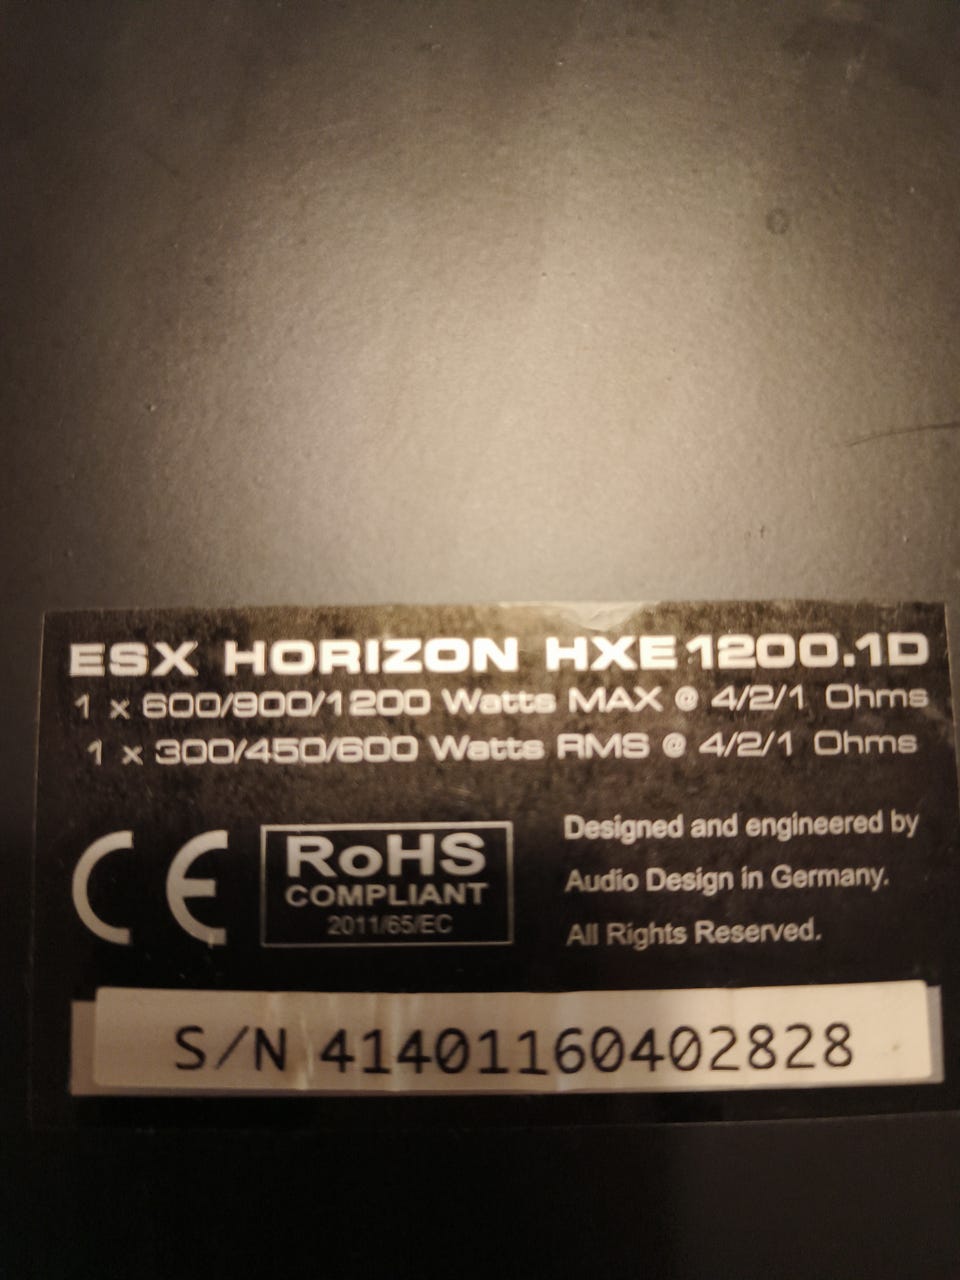 ESX HORIZON HXE1200.1D
1 x 600/900/1200 Watts MAX @ 4/2/1 Ohms
1 x 300/450/600 Watts RMS @ 4/2/1 Ohms
CE
RoHS
COMPLIANT
2011/65/EC
Designed and engineered by
Audio Design in Germany.
All Rights Reserved.
S/N 41401160402828